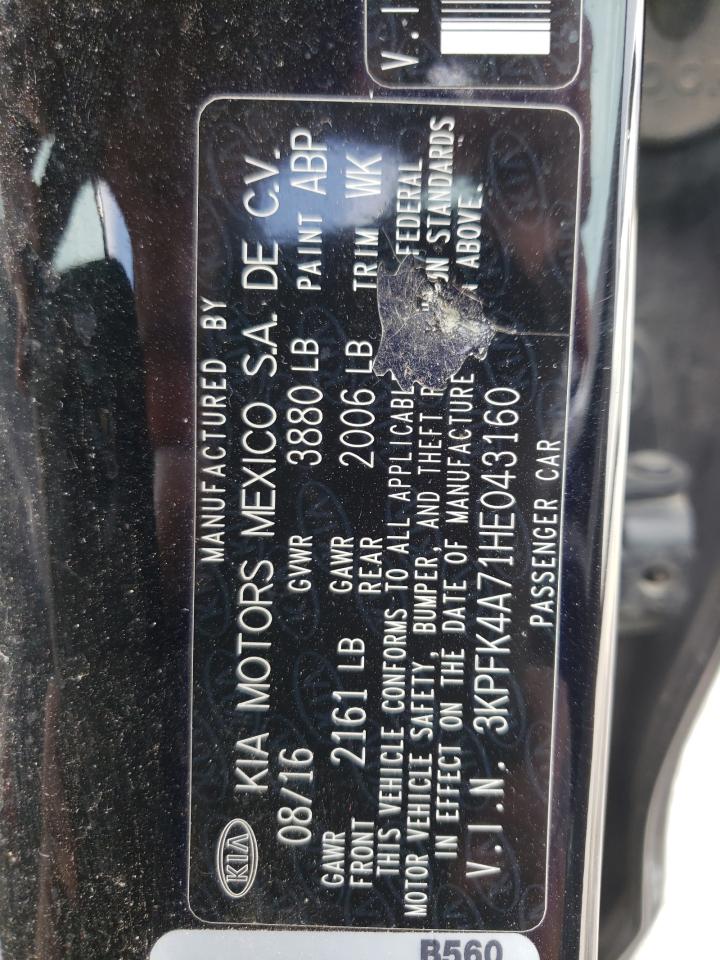 V.I
MANUFACTURED BY
KIA KIA MOTORS MEXICO S.A. DE C.V.
08/16 GVWR 3880 LB PAINT ABP
GAWR FRONT 2161 LB GAWR REAR 2006 LB TRIM WK
THIS VEHICLE CONFORMS TO ALL APPLICABL FEDERAL
MOTOR VEHICLE SAFETY, BUMPER, AND THEFT P ON STANDARDS
IN EFFECT ON THE DATE OF MANUFACTURE ABOVE.
V.I.N. 3KPFK4A71HE043160
PASSENGER CAR
B560